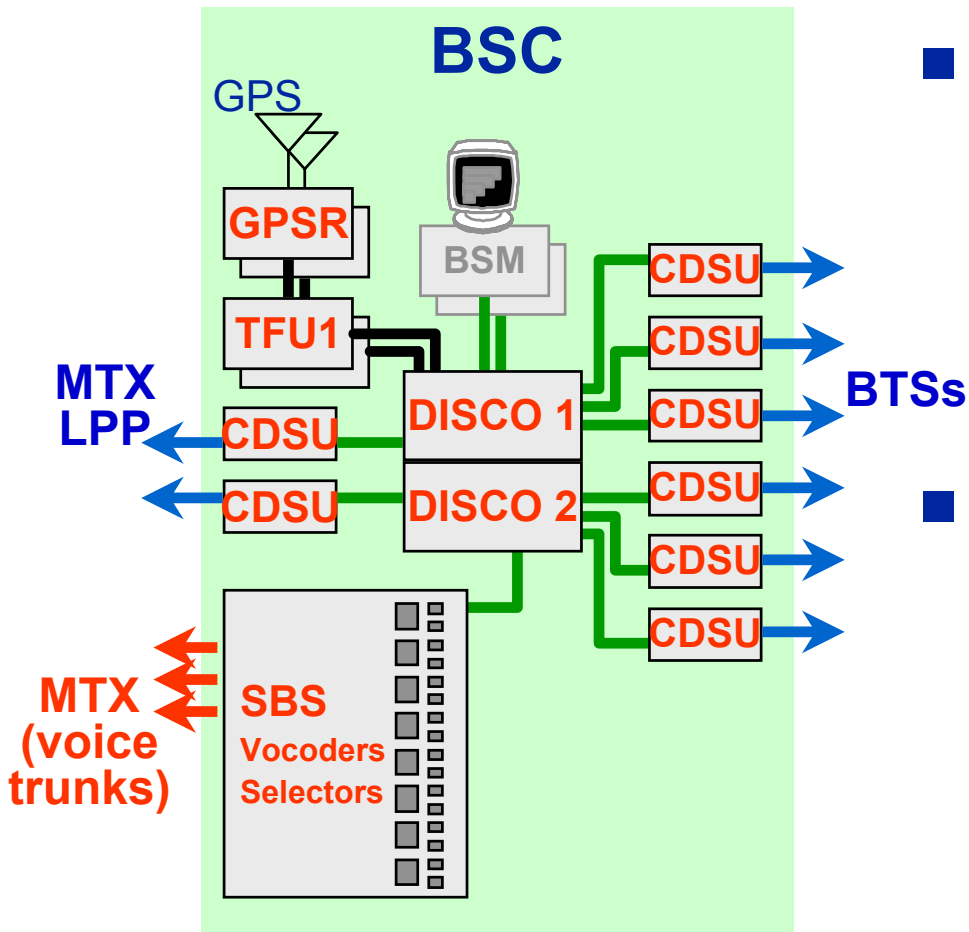 BSC
GPS
GPSR
BSM
CDSU
TFU1
CDSU
MTX
LPP
DISCO 1
CDSU
BTSs
CDSU
CDSU
DISCO 2
CDSU
CDSU
CDSU
MTX
(voice
trunks)
SBS
Vocoders
Selectors